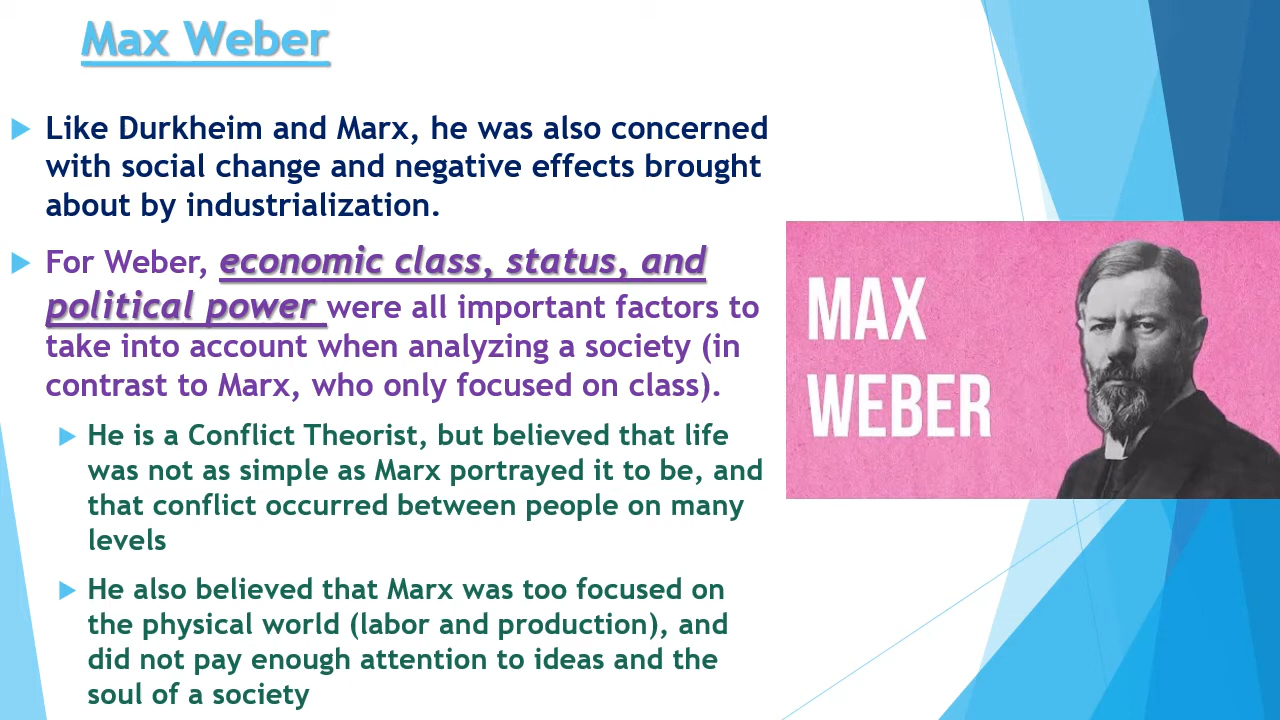 Max Weber
Like Durkheim and Marx, he was also concerned
with social change and negative effects brought
about by industrialization.
For Weber, economic class, status, and
political power were all important factors to
take into account when analyzing a society (in
contrast to Marx, who only focused on class).
He is a Conflict Theorist, but believed that life
was not as simple as Marx portrayed it to be, and
that conflict occurred between people on many
levels
He also believed that Marx was too focused on
the physical world (labor and production), and
did not pay enough attention to ideas and the
soul of a society
MAX
WEBER